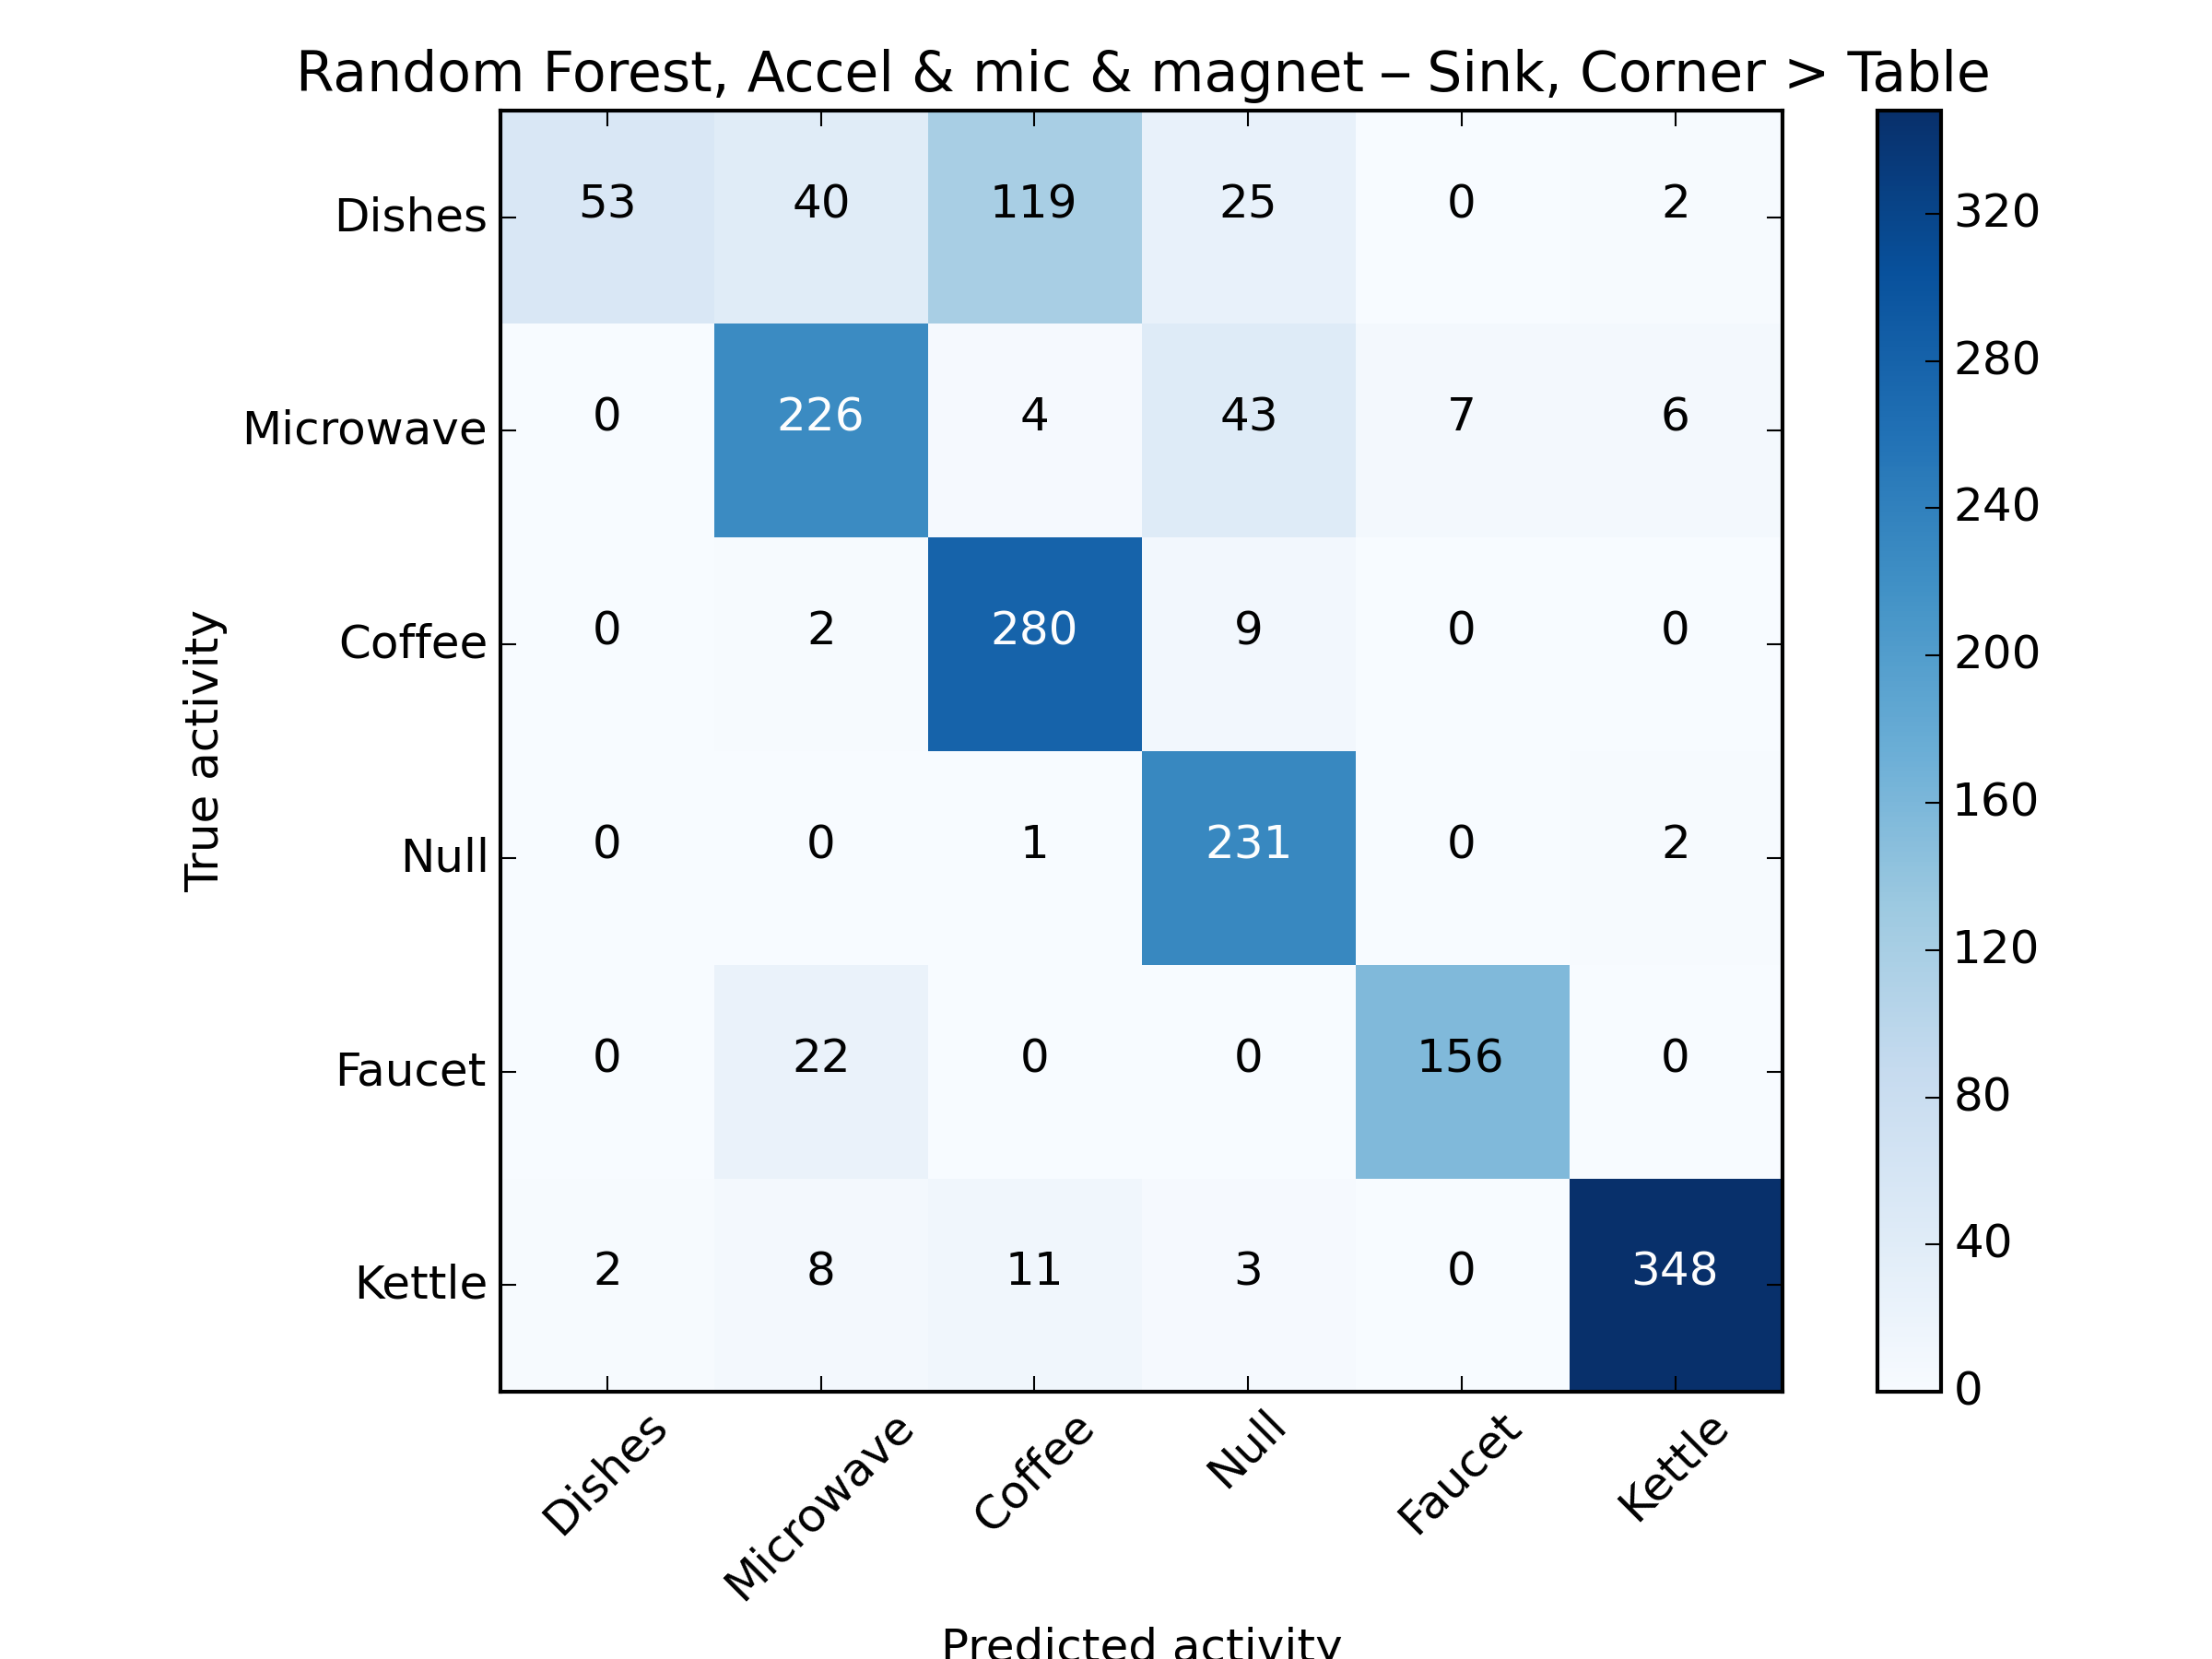 Random Forest, Accel & mic & magnet – Sink, Corner > Table
Dishes 53 40 119 25 0 2
Microwave 0 226 4 43 7 6
Coffee 0 2 280 9 0 0
Null 0 0 1 231 0 2
Faucet 0 22 0 0 156 0
Kettle 2 8 11 3 0 348
True activity
Dishes Microwave Coffee Null Faucet Kettle
Predicted activity
320
280
240
200
160
120
80
40
0